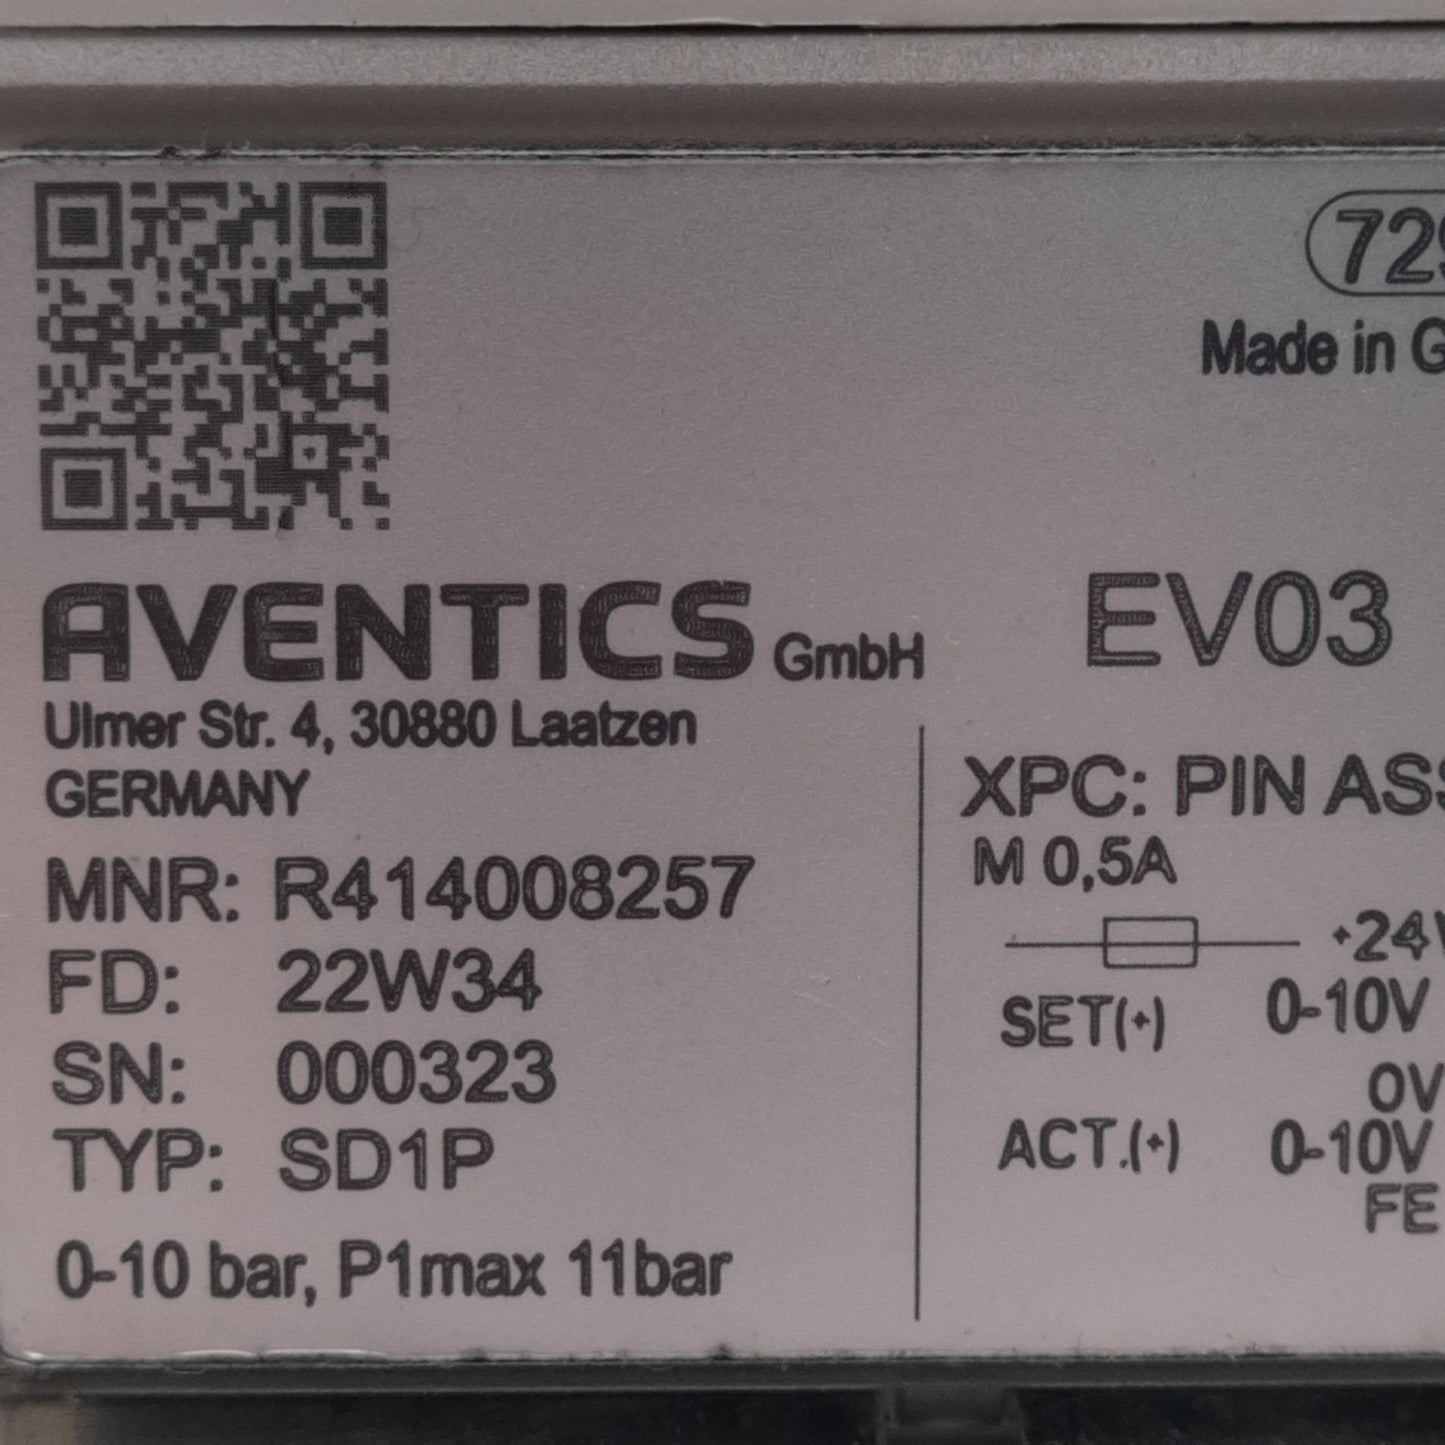 729
Made in G
AVENTICS GmbH
EV03
Ulmer Str. 4, 30880 Laatzen
GERMANY
MNR: R414008257
FD: 22W34
SN: 000323
TYP: SD1P
0-10 bar, P1max 11bar
XPC: PIN ASS
M 0,5A
+24V
SET(+) 0-10V
0V
ACT.(+) 0-10V
FE